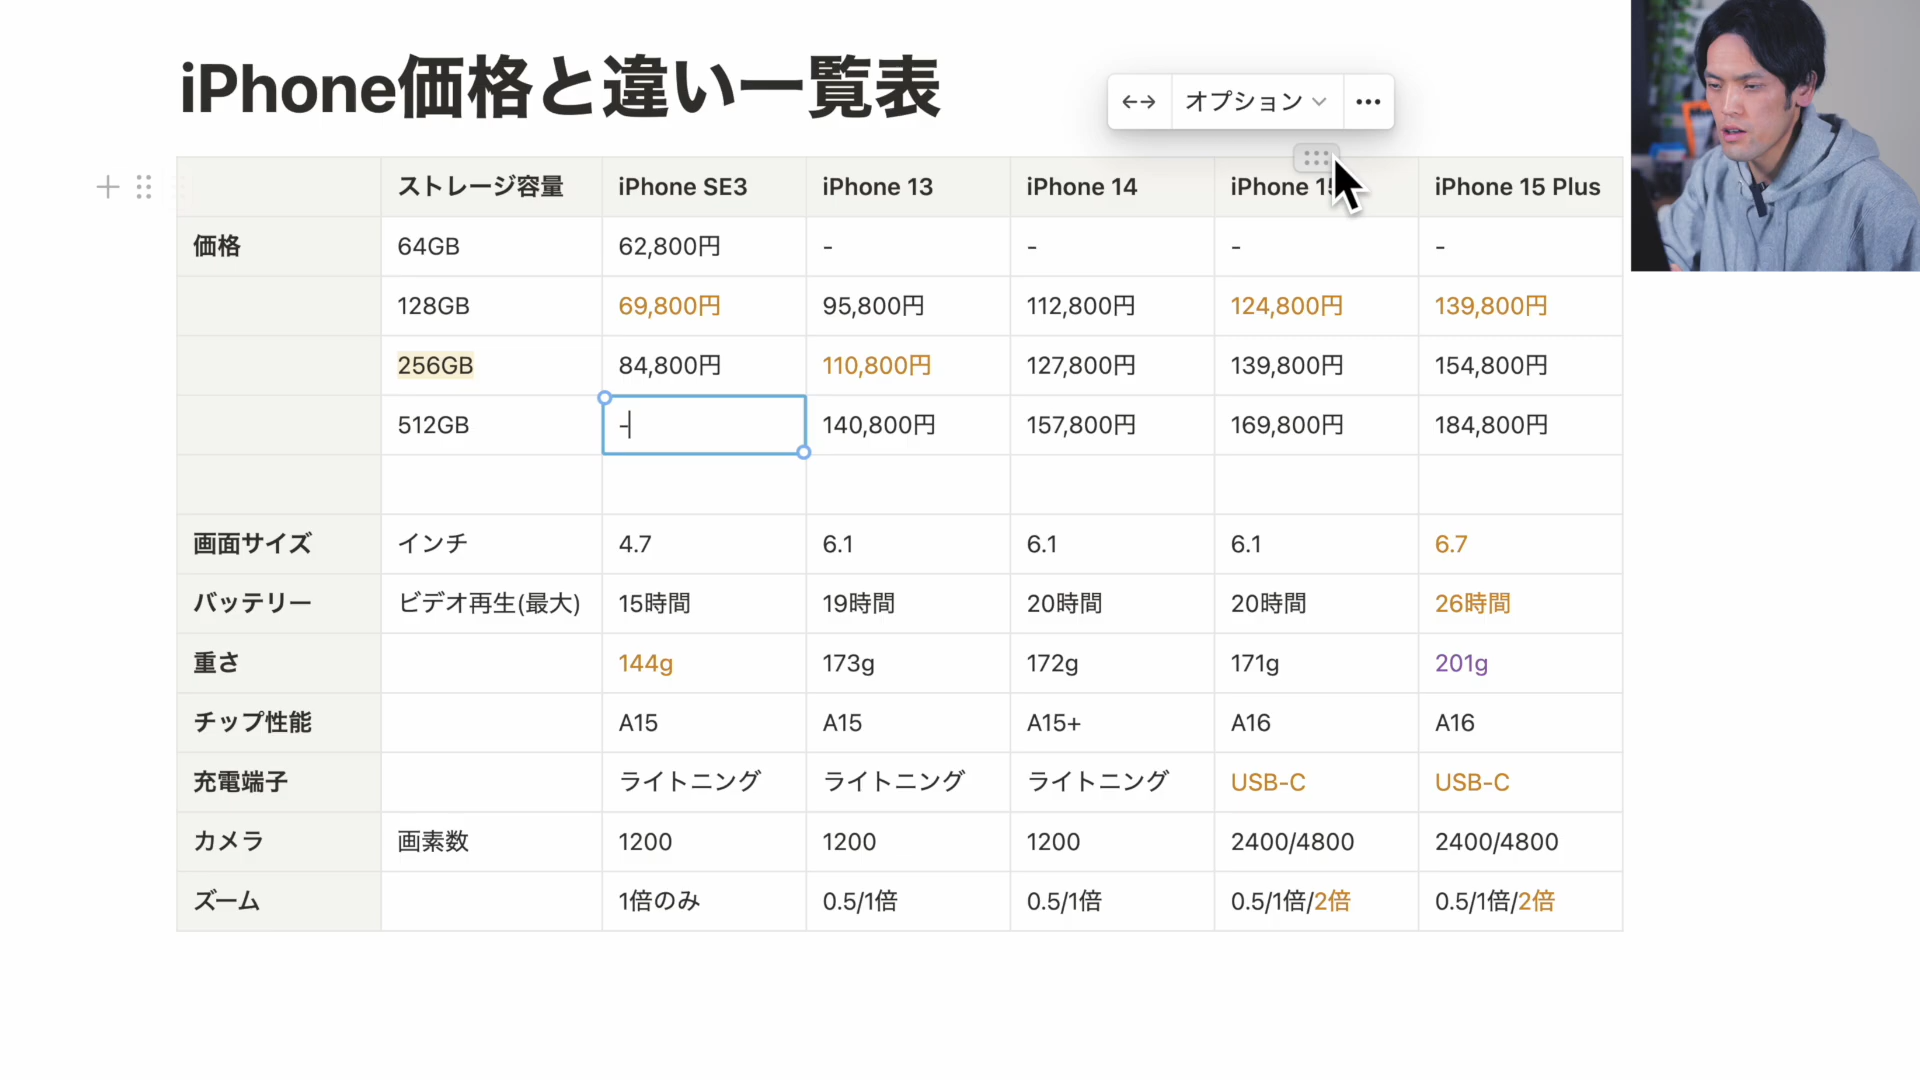 iPhone価格と違い一覧表
オプション
ストレージ容量 iPhone SE3 iPhone 13 iPhone 14 iPhone 15 iPhone 15 Plus
価格 64GB 62,800円 - - - -
128GB 69,800円 95,800円 112,800円 124,800円 139,800円
256GB 84,800円 110,800円 127,800円 139,800円 154,800円
512GB - 140,800円 157,800円 169,800円 184,800円
画面サイズ インチ 4.7 6.1 6.1 6.1 6.7
バッテリー ビデオ再生(最大) 15時間 19時間 20時間 20時間 26時間
重さ 144g 173g 172g 171g 201g
チップ性能 A15 A15 A15+ A16 A16
充電端子 ライトニング ライトニング ライトニング USB-C USB-C
カメラ 画素数 1200 1200 1200 2400/4800 2400/4800
ズーム 1倍のみ 0.5/1倍 0.5/1倍 0.5/1倍/2倍 0.5/1倍/2倍